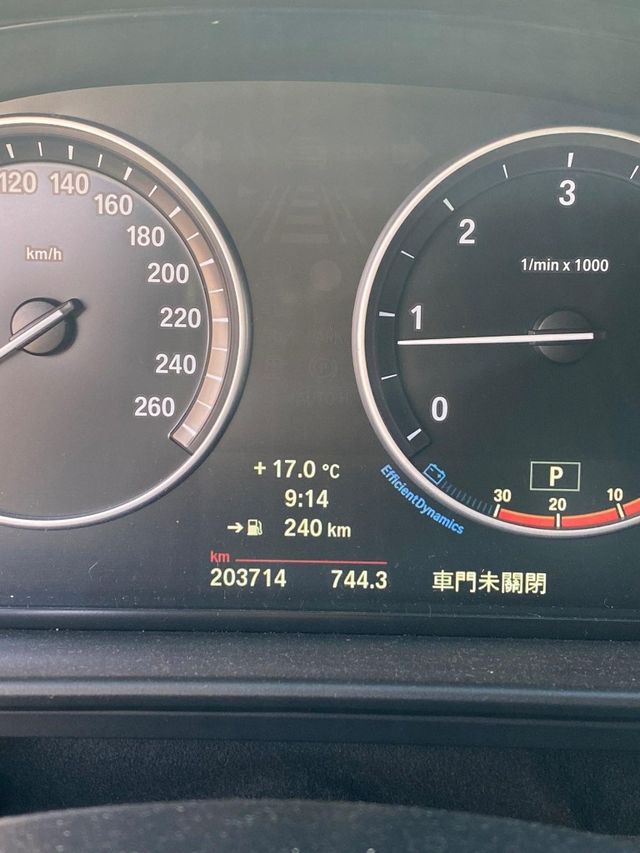 120
140
160
180
km/h
200
220
240
260
3
2
1/min x 1000
1
0
P
EfficientDynamics
30
20
10
+ 17.0 °C
9:14
240 km
km
203714 744.3 車門未關閉